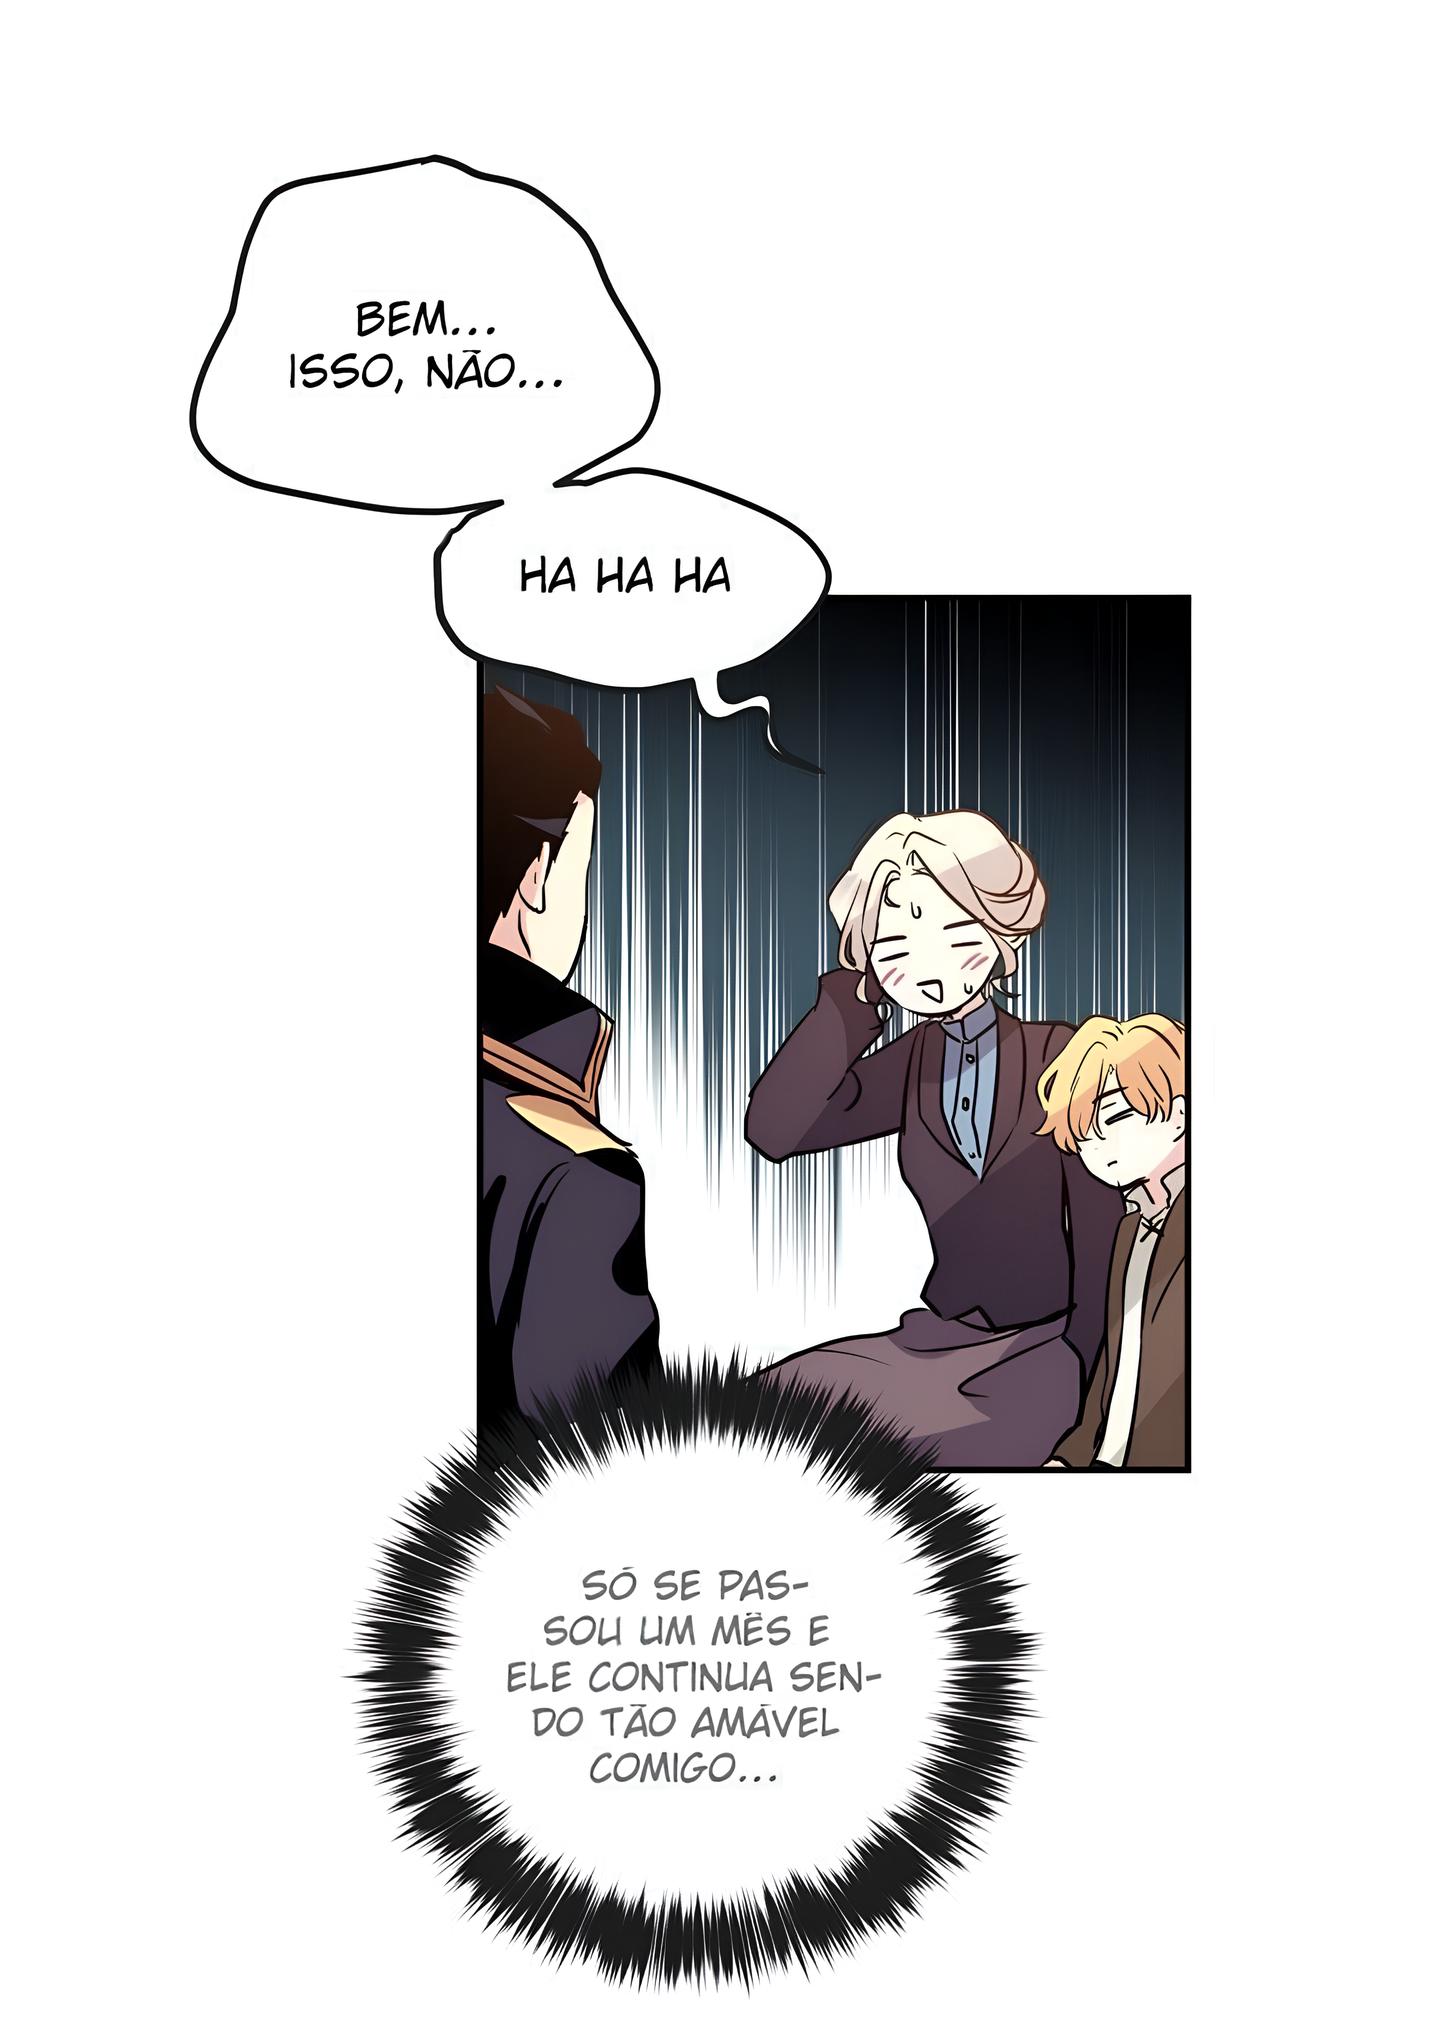 BEM...
ISSO, NÃO...
HA HA HA
SÓ SE PAS-
SOU UM MÊS E
ELE CONTINUA SEN-
DO TÃO AMÁVEL
COMIGO...